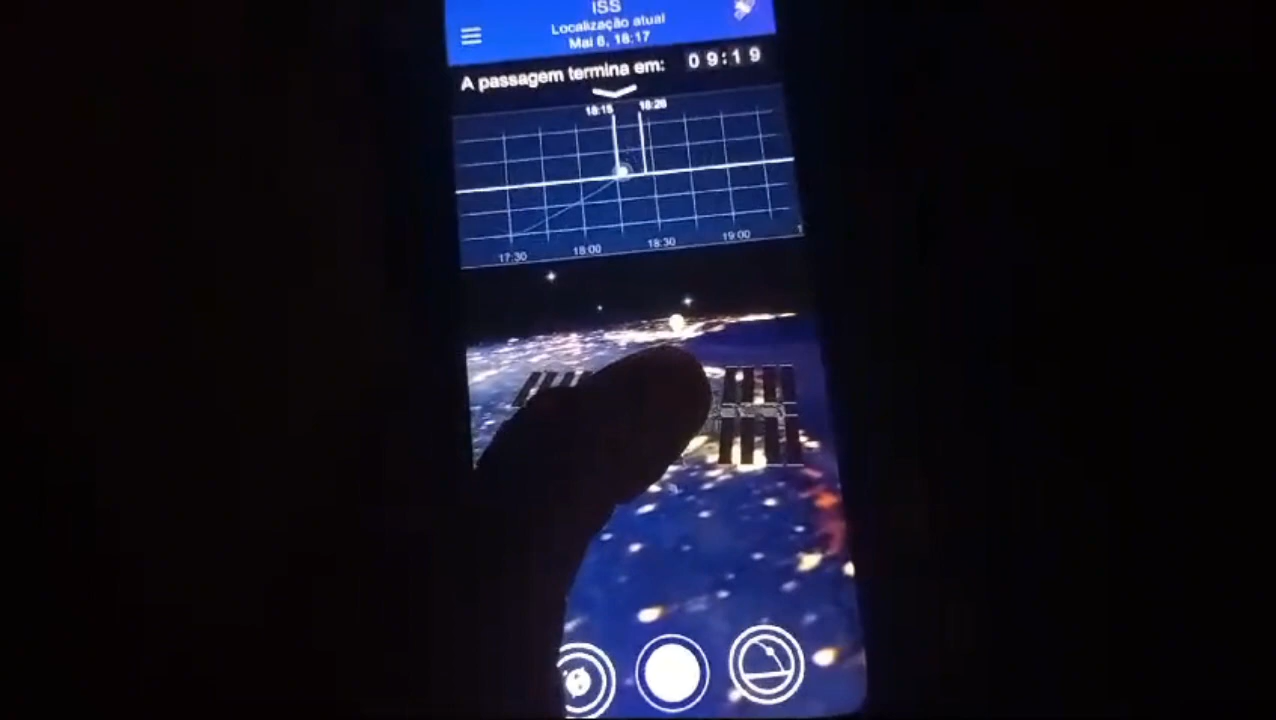 ISS
Localização atual
Mai 6, 18:17
A passagem termina em: 09:19
18:15 18:26
17:30 18:00 18:30 19:00